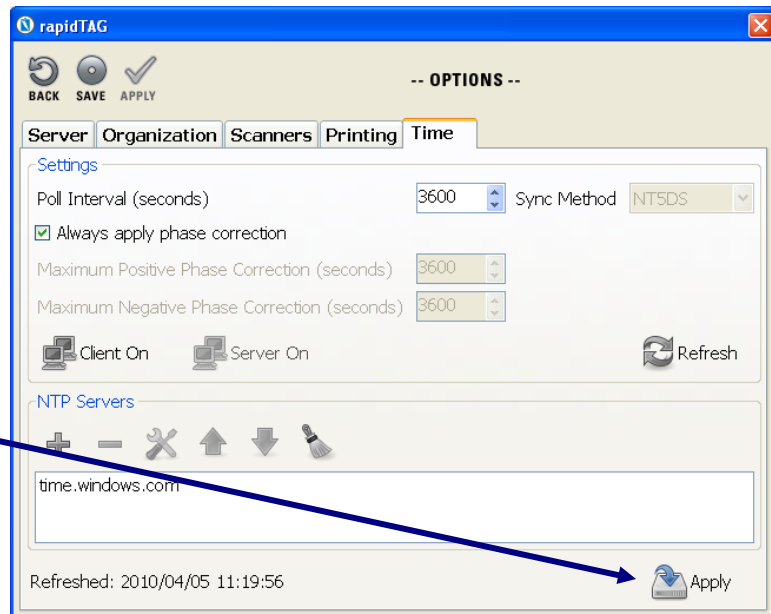 rapidTAG
BACK SAVE APPLY
-- OPTIONS --
Server Organization Scanners Printing Time
Settings
Poll Interval (seconds) 3600 Sync Method NT5DS
Always apply phase correction
Maximum Positive Phase Correction (seconds) 3600
Maximum Negative Phase Correction (seconds) 3600
Client On Server On Refresh
NTP Servers
time.windows.com
Refreshed: 2010/04/05 11:19:56 Apply